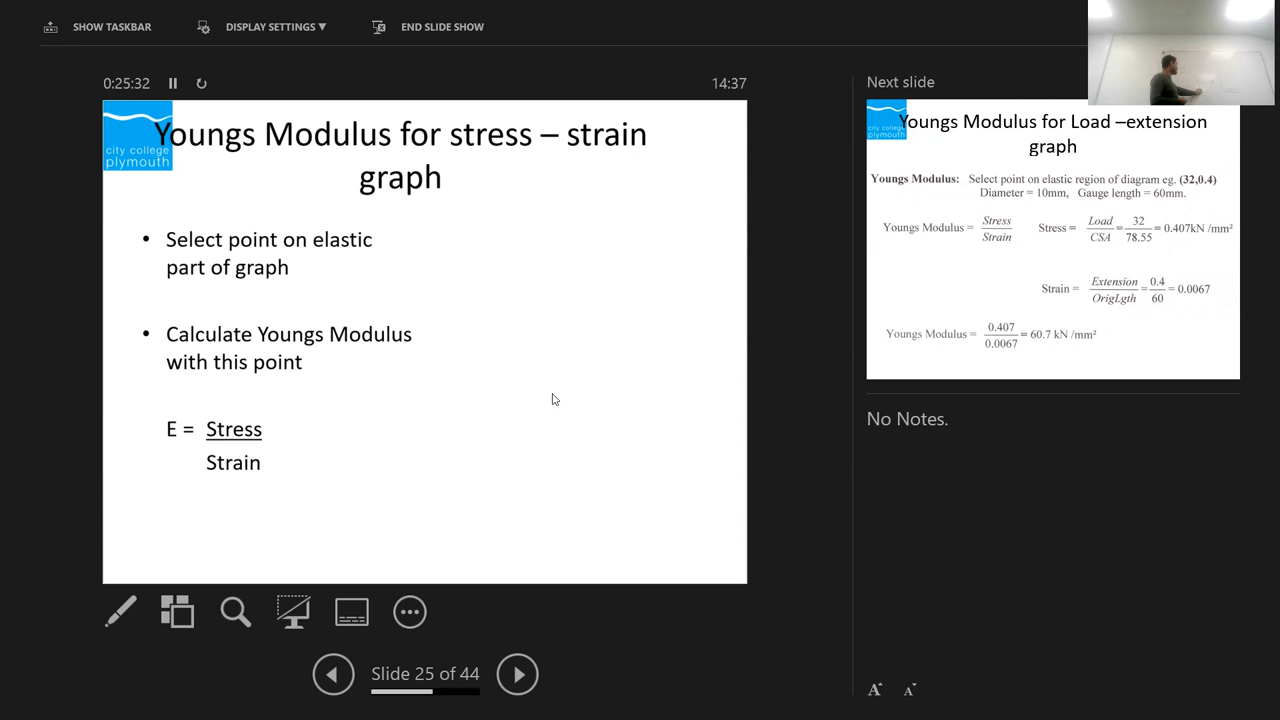 SHOW TASKBAR
DISPLAY SETTINGS ▼
END SLIDE SHOW
0:25:32
14:37
city college
plymouth
Youngs Modulus for stress – strain
graph
• Select point on elastic
part of graph
• Calculate Youngs Modulus
with this point
E = Stress
Strain
Slide 25 of 44
Next slide
city college
plymouth
Youngs Modulus for Load –extension
graph
Youngs Modulus: Select point on elastic region of diagram eg. (32,0.4)
Diameter = 10mm, Gauge length = 60mm.
Youngs Modulus = Stress/Strain Stress = Load/CSA = 32/78.55 = 0.407kN /mm²
Strain = Extension/OrigLgth = 0.4/60 = 0.0067
Youngs Modulus = 0.407/0.0067 = 60.7 kN /mm²
No Notes.
A A